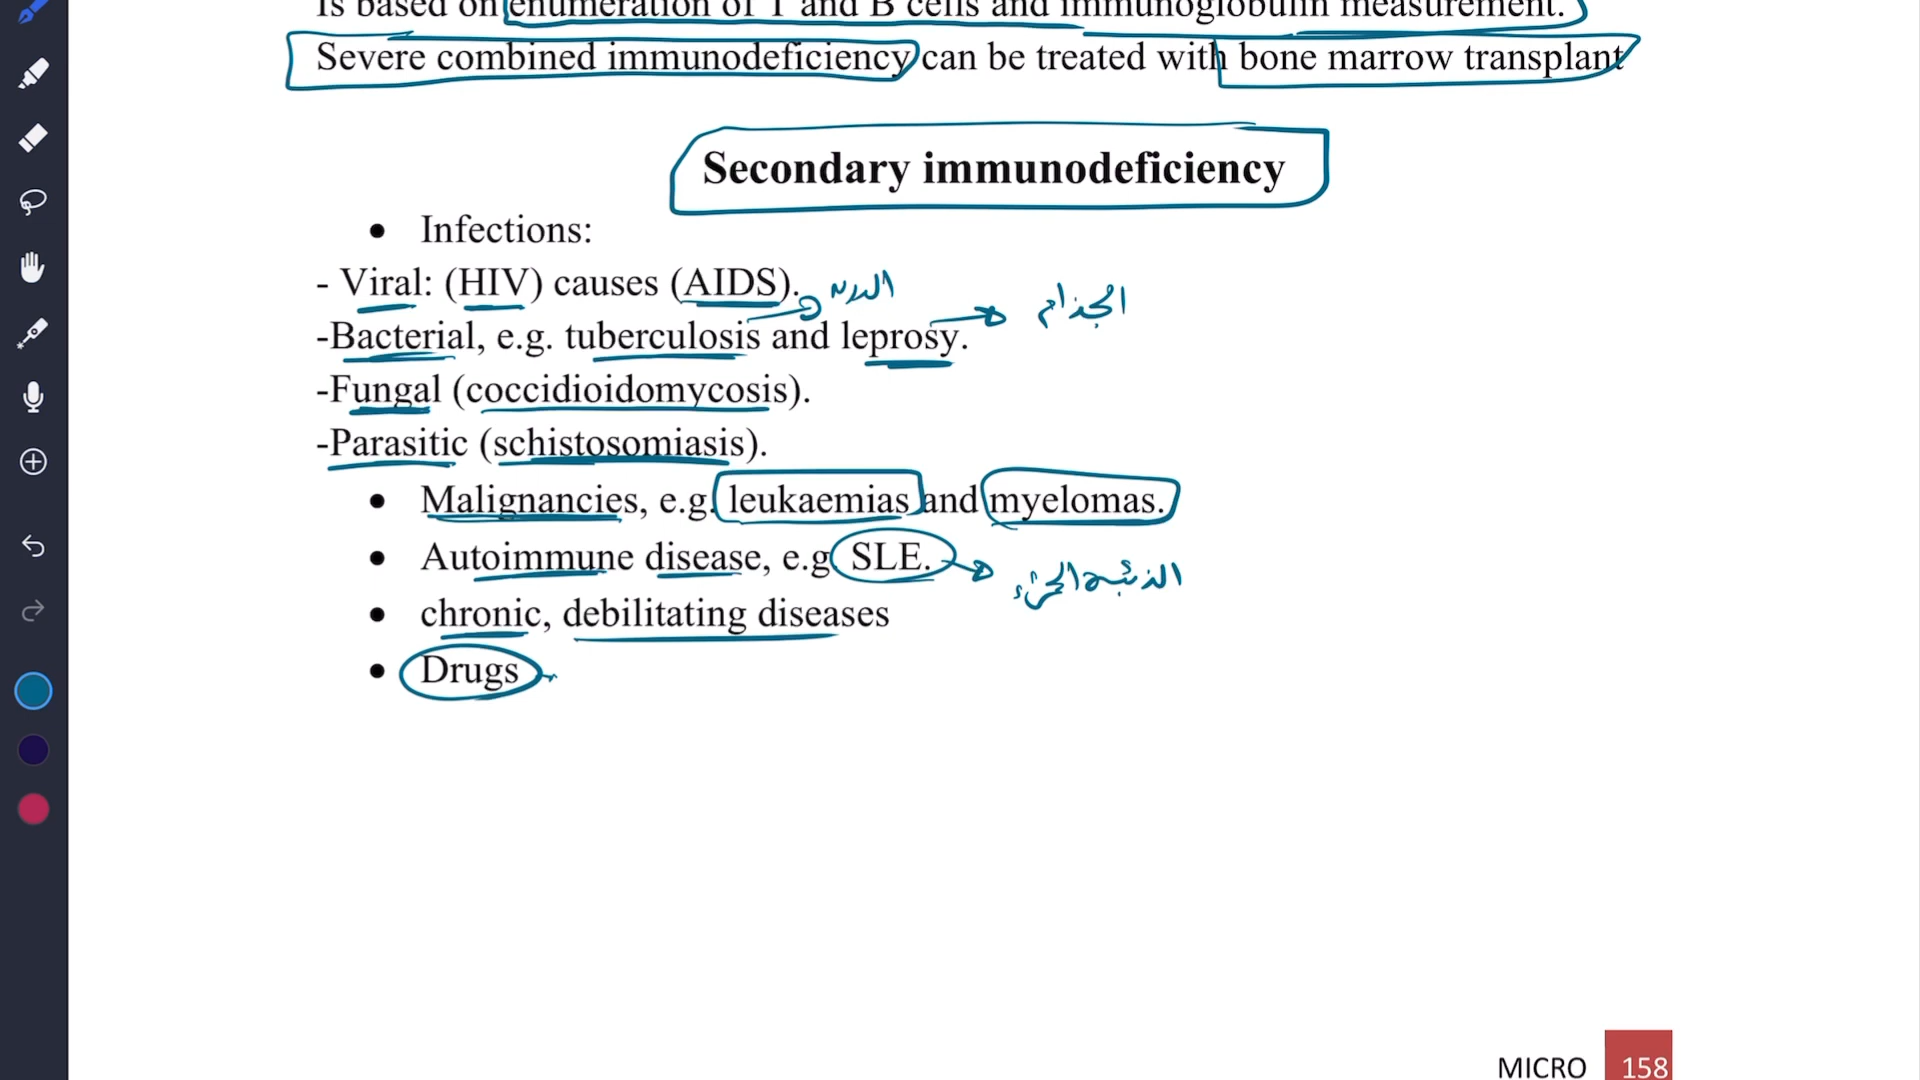 Is based on enumeration of T and B cells and immunoglobulin measurement.
Severe combined immunodeficiency can be treated with bone marrow transplant
Secondary immunodeficiency
• Infections:
- Viral: (HIV) causes (AIDS).
الدرن
الجذام
-Bacterial, e.g. tuberculosis and leprosy.
-Fungal (coccidioidomycosis).
-Parasitic (schistosomiasis).
• Malignancies, e.g. leukaemias and myelomas.
• Autoimmune disease, e.g. SLE.
الذئبة الحمراء
• chronic, debilitating diseases
• Drugs
MICRO 158